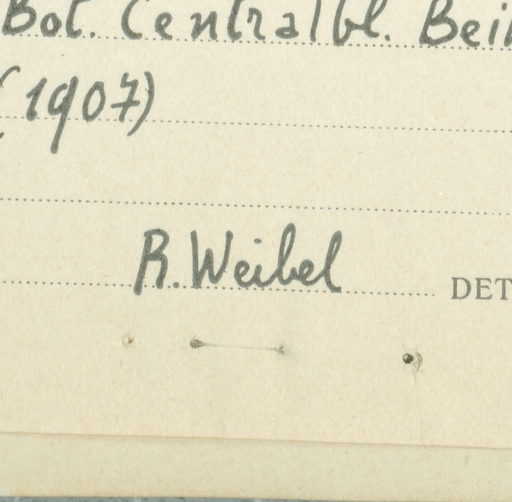 Bot. Centralbl. Bei
(1907)
R. Weibel DET